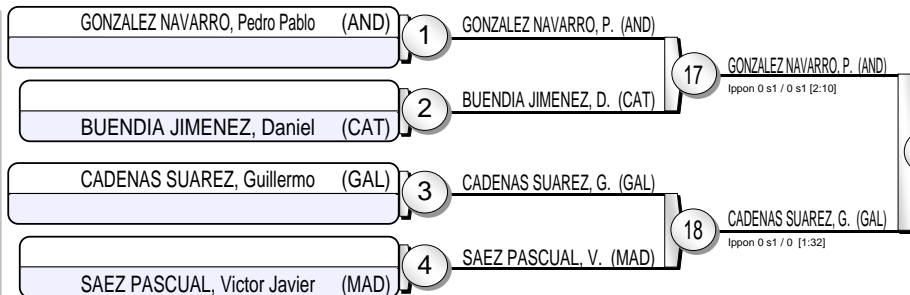 GONZALEZ NAVARRO, Pedro Pablo (AND)
1
GONZALEZ NAVARRO, P. (AND)
BUENDIA JIMENEZ, Daniel (CAT)
2
BUENDIA JIMENEZ, D. (CAT)
17
GONZALEZ NAVARRO, P. (AND)
Ippon 0 s1 / 0 s1 [2:10]
CADENAS SUAREZ, Guillermo (GAL)
3
CADENAS SUAREZ, G. (GAL)
SAEZ PASCUAL, Victor Javier (MAD)
4
SAEZ PASCUAL, V. (MAD)
18
CADENAS SUAREZ, G. (GAL)
Ippon 0 s1 / 0 [1:32]